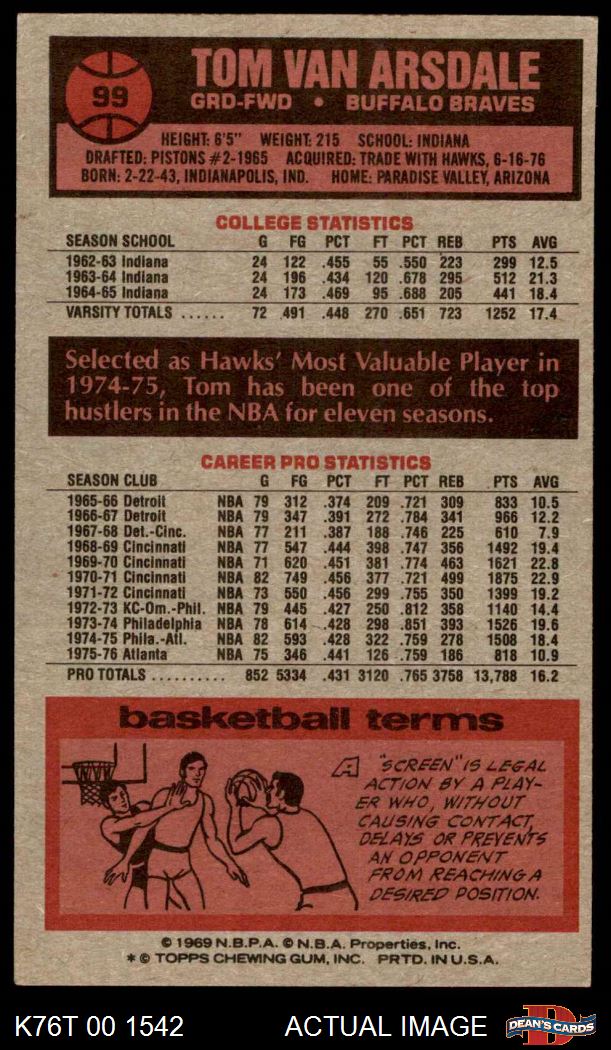 99
TOM VAN ARSDALE
GRD-FWD • BUFFALO BRAVES
HEIGHT: 6'5" WEIGHT: 215 SCHOOL: INDIANA
DRAFTED: PISTONS #2-1965 ACQUIRED: TRADE WITH HAWKS, 6-16-76
BORN: 2-22-43, INDIANAPOLIS, IND. HOME: PARADISE VALLEY, ARIZONA
COLLEGE STATISTICS
SEASON SCHOOL G FG PCT FT PCT REB PTS AVG
1962-63 Indiana 24 122 .455 55 .550 223 299 12.5
1963-64 Indiana 24 196 .434 120 .678 295 512 21.3
1964-65 Indiana 24 173 .469 95 .688 205 441 18.4
VARSITY TOTALS ...... 72 491 .448 270 .651 723 1252 17.4
Selected as Hawks' Most Valuable Player in
1974-75, Tom has been one of the top
hustlers in the NBA for eleven seasons.
CAREER PRO STATISTICS
SEASON CLUB G FG PCT FT PCT REB PTS AVG
1965-66 Detroit NBA 79 312 .374 209 .721 309 833 10.5
1966-67 Detroit NBA 79 347 .391 272 .784 341 966 12.2
1967-68 Det.-Cinc. NBA 77 211 .387 188 .746 225 610 7.9
1968-69 Cincinnati NBA 77 547 .444 398 .747 356 1492 19.4
1969-70 Cincinnati NBA 71 620 .451 381 .774 463 1621 22.8
1970-71 Cincinnati NBA 82 749 .456 377 .721 499 1875 22.9
1971-72 Cincinnati NBA 73 550 .456 299 .755 350 1399 19.2
1972-73 KC-Om.-Phil. NBA 79 445 .427 250 .812 358 1140 14.4
1973-74 Philadelphia NBA 78 614 .428 298 .851 393 1526 19.6
1974-75 Phila.-Atl. NBA 82 593 .428 322 .759 278 1508 18.4
1975-76 Atlanta NBA 75 346 .441 126 .759 186 818 10.9
PRO TOTALS .......... 852 5334 .431 3120 .765 3758 13,788 16.2
basketball terms
A "SCREEN" IS LEGAL
ACTION BY A PLAY-
ER WHO, WITHOUT
CAUSING CONTACT,
DELAYS OR PREVENTS
AN OPPONENT
FROM REACHING A
DESIRED POSITION.
© 1969 N.B.P.A. © N.B.A. Properties, Inc.
* © TOPPS CHEWING GUM, INC. PRTD. IN U.S.A.
K76T 00 1542 ACTUAL IMAGE D DEAN'S CARDS